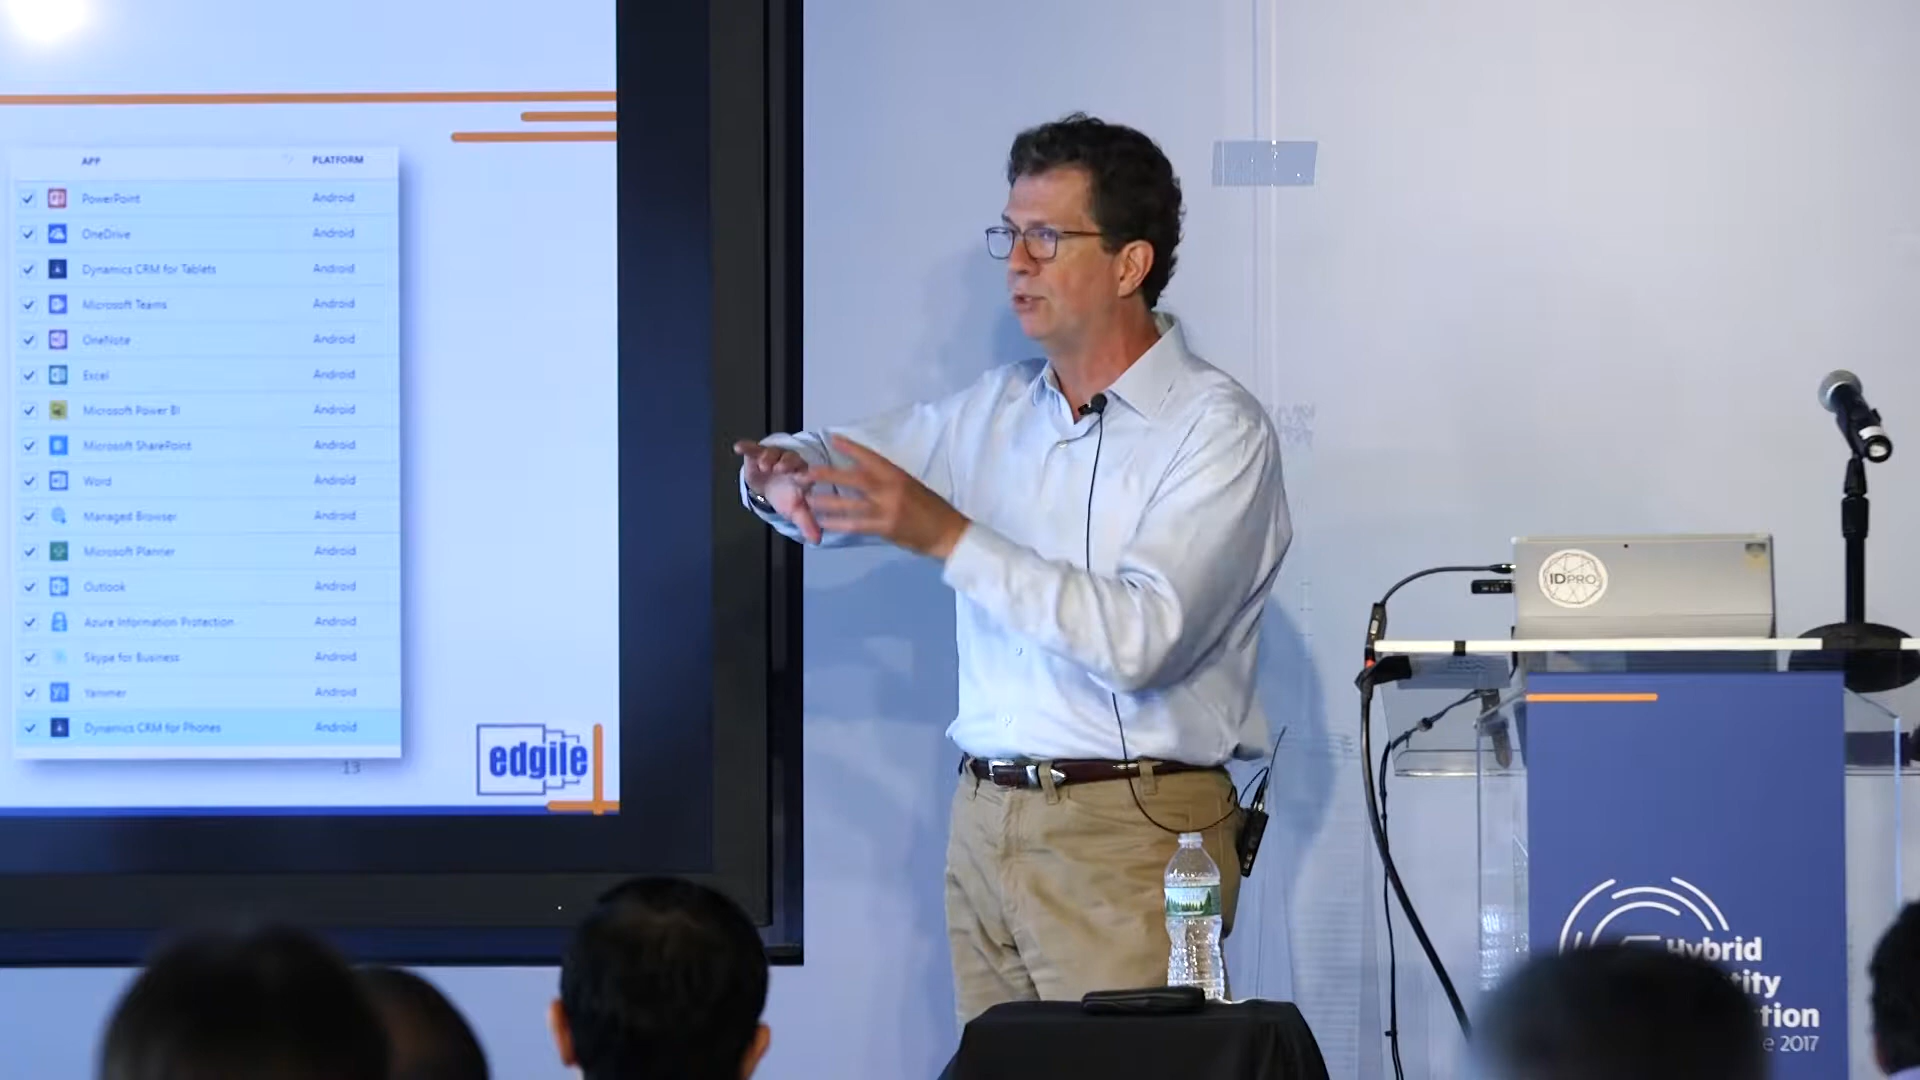 APP PLATFORM
PowerPoint Android
OneDrive Android
Dynamics CRM for Tablets Android
Microsoft Teams Android
OneNote Android
Excel Android
Microsoft Power BI Android
Microsoft SharePoint Android
Word Android
Managed Browser Android
Microsoft Planner Android
Outlook Android
Azure Information Protection Android
Skype for Business Android
Yammer Android
Dynamics CRM for Phones Android
13
edgile
IDPRO
Hybrid
tity
tion
e 2017